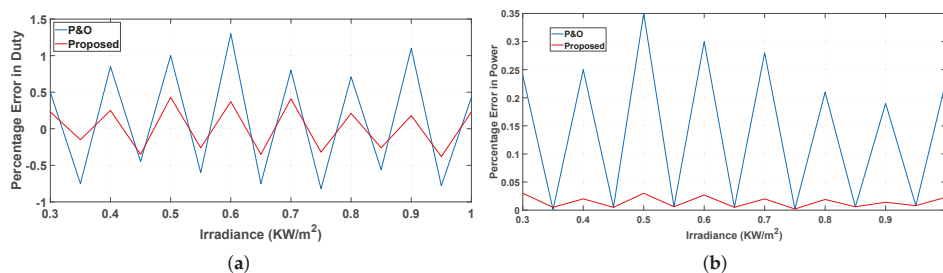 1.5
1
0.5
0
-0.5
-1
Percentage Error in Duty
P&O
Proposed
0.3 0.4 0.5 0.6 0.7 0.8 0.9 1
Irradiance (KW/m²)
(a)
0.35
0.3
0.25
0.2
0.15
0.1
0.05
0
Percentage Error in Power
P&O
Proposed
0.3 0.4 0.5 0.6 0.7 0.8 0.9
Irradiance (KW/m²)
(b)